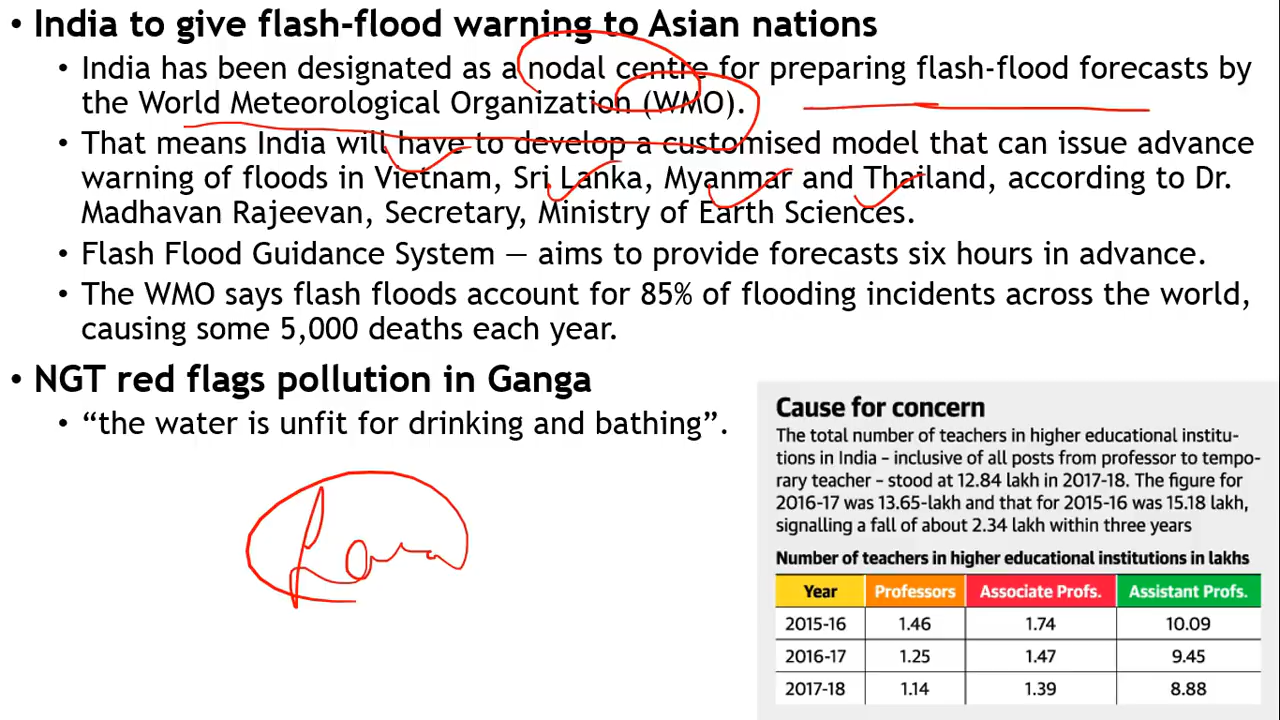 • India to give flash-flood warning to Asian nations
• India has been designated as a nodal centre for preparing flash-flood forecasts by
the World Meteorological Organization (WMO).
• That means India will have to develop a customised model that can issue advance
warning of floods in Vietnam, Sri Lanka, Myanmar and Thailand, according to Dr.
Madhavan Rajeevan, Secretary, Ministry of Earth Sciences.
• Flash Flood Guidance System — aims to provide forecasts six hours in advance.
• The WMO says flash floods account for 85% of flooding incidents across the world,
causing some 5,000 deaths each year.
• NGT red flags pollution in Ganga
• “the water is unfit for drinking and bathing”.
Cause for concern
The total number of teachers in higher educational institu-
tions in India – inclusive of all posts from professor to tempo-
rary teacher – stood at 12.84 lakh in 2017-18. The figure for
2016-17 was 13.65-lakh and that for 2015-16 was 15.18 lakh,
signalling a fall of about 2.34 lakh within three years
Number of teachers in higher educational institutions in lakhs
Year Professors Associate Profs. Assistant Profs.
2015-16 1.46 1.74 10.09
2016-17 1.25 1.47 9.45
2017-18 1.14 1.39 8.88